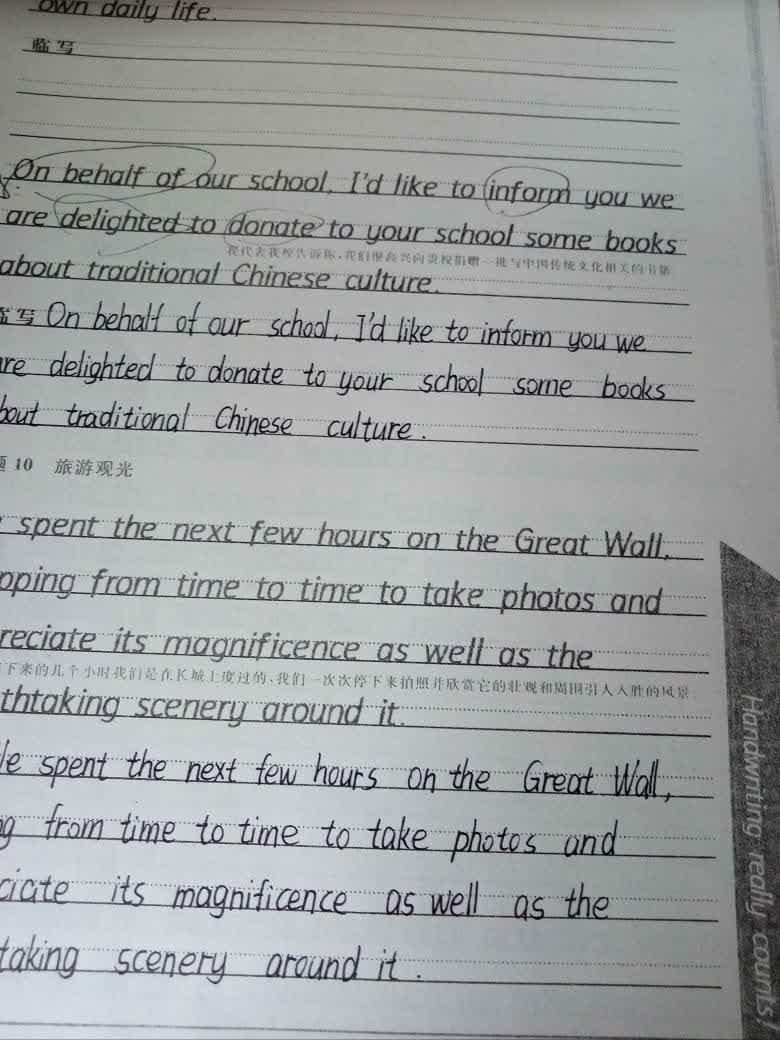 own daily life.
临写
On behalf of our school, I'd like to inform you we
are delighted to donate to your school some books
我代表我校告诉你,我们很高兴向贵校捐赠一批与中国传统文化相关的书籍
about traditional Chinese culture.
临写 On behalf of our school, I'd like to inform you we
are delighted to donate to your school some books
about traditional Chinese culture.
题 10 旅游观光
spent the next few hours on the Great Wall,
pping from time to time to take photos and
reciate its magnificence as well as the
下来的几个小时我们是在长城上度过的,我们一次次停下来拍照并欣赏它的壮观和周围引人入胜的风景
thtaking scenery around it.
We spent the next few hours on the Great Wall,
ng from time to time to take photos and
ciate its magnificence as well as the
taking scenery around it.
Handwriting really counts!